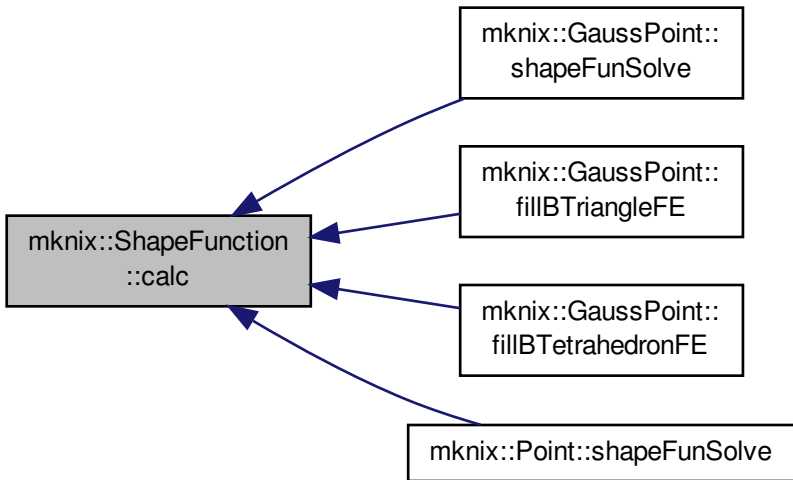 mknix::GaussPoint::
shapeFunSolve
mknix::GaussPoint::
fillBTriangleFE
mknix::ShapeFunction
::calc
mknix::GaussPoint::
fillBTetrahedronFE
mknix::Point::shapeFunSolve